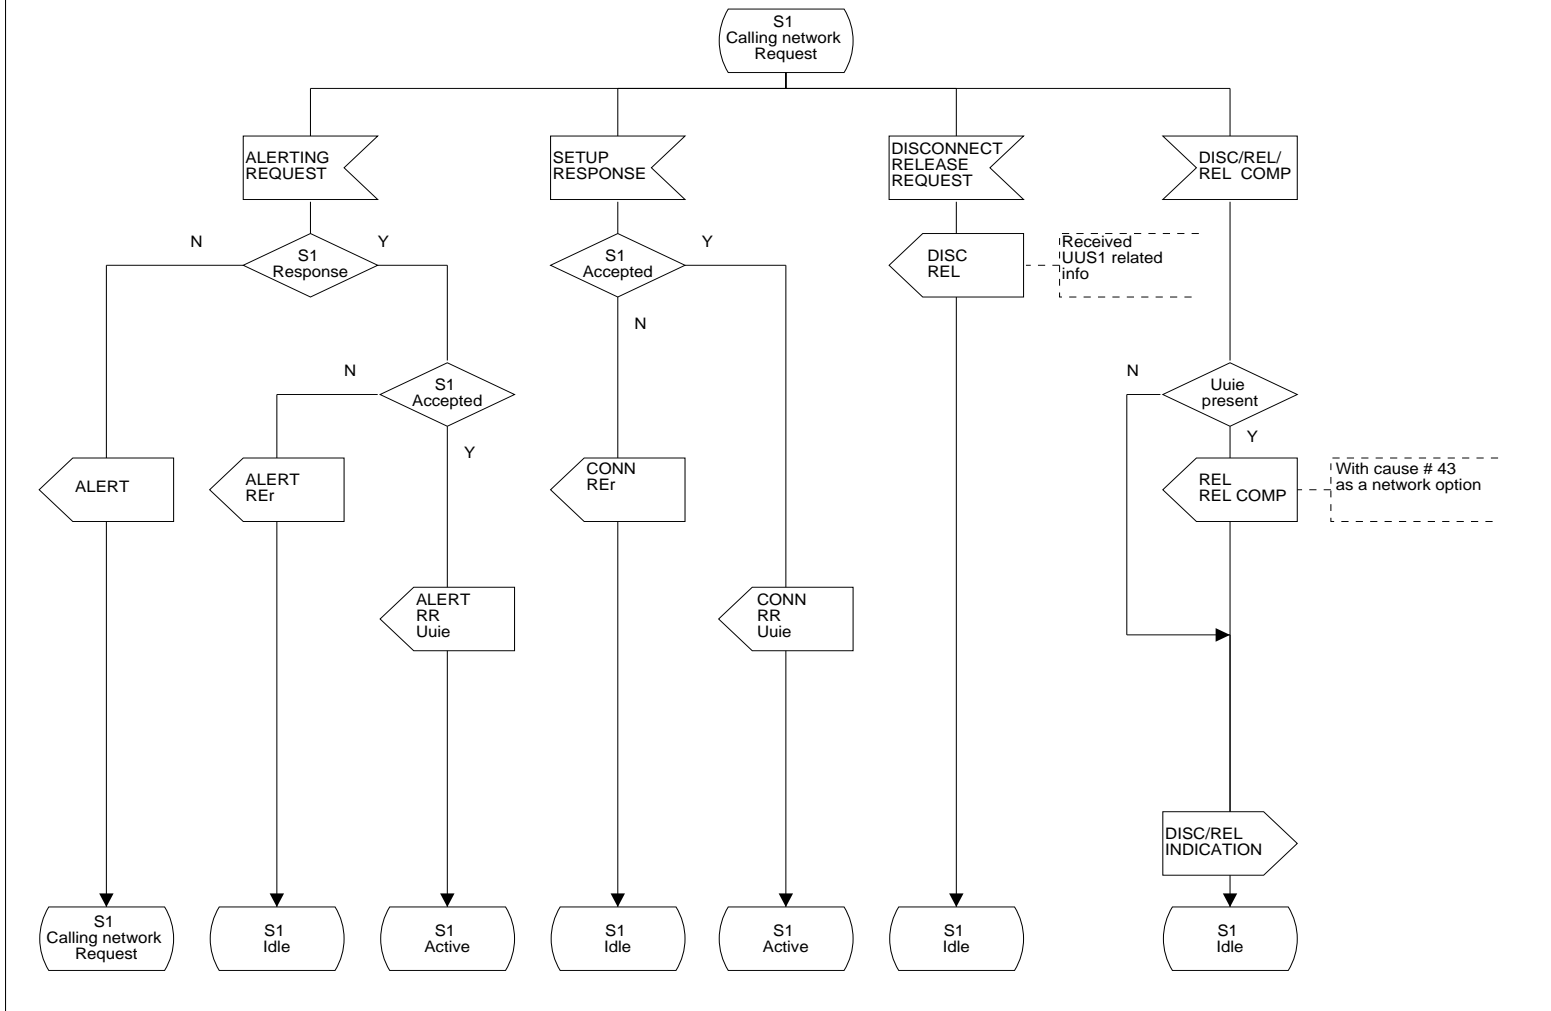 S1
Calling network
Request
ALERTING
REQUEST
SETUP
RESPONSE
DISCONNECT
RELEASE
REQUEST
DISC/REL/
REL COMP
N
S1
Response
Y
S1
Accepted
Y
N
DISC
REL
Received
UUS1 related
info
N
S1
Accepted
Y
N
Uuie
present
Y
ALERT
ALERT
REr
CONN
REr
REL
REL COMP
With cause # 43
as a network option
ALERT
RR
Uuie
CONN
RR
Uuie
DISC/REL
INDICATION
S1
Calling network
Request
S1
Idle
S1
Active
S1
Idle
S1
Active
S1
Idle
S1
Idle